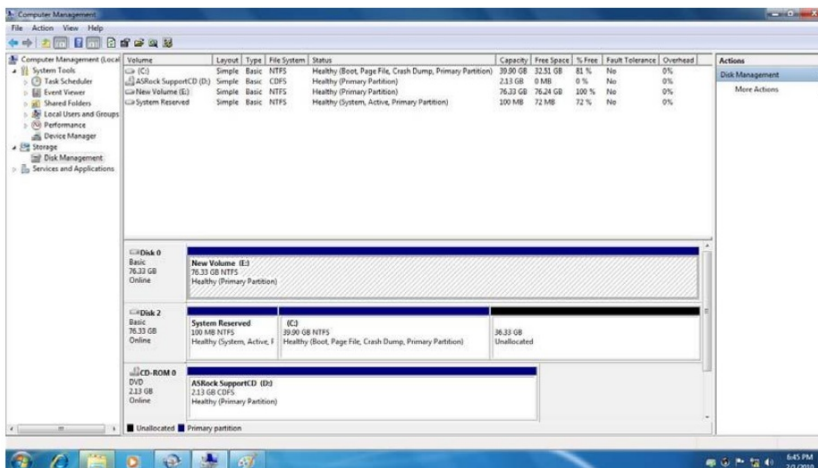 Computer Management
File Action View Help
Computer Management (Local
System Tools
Task Scheduler
Event Viewer
Shared Folders
Local Users and Groups
Performance
Device Manager
Storage
Disk Management
Services and Applications
Volume Layout Type File System Status Capacity Free Space % Free Fault Tolerance Overhead
(C:) Simple Basic NTFS Healthy (Boot, Page File, Crash Dump, Primary Partition) 39.90 GB 32.51 GB 81 % No 0%
ASRock SupportCD (D:) Simple Basic CDFS Healthy (Primary Partition) 2.13 GB 0 MB 0 % No 0%
New Volume (E:) Simple Basic NTFS Healthy (Primary Partition) 76.33 GB 76.24 GB 100 % No 0%
System Reserved Simple Basic NTFS Healthy (System, Active, Primary Partition) 100 MB 72 MB 72 % No 0%
Actions
Disk Management
More Actions
Disk 0
Basic
76.33 GB
Online
New Volume (E:)
76.33 GB NTFS
Healthy (Primary Partition)
Disk 2
Basic
76.33 GB
Online
System Reserved
100 MB NTFS
Healthy (System, Active, P
(C:)
39.90 GB NTFS
Healthy (Boot, Page File, Crash Dump, Primary Partition)
36.33 GB
Unallocated
CD-ROM 0
DVD
2.13 GB
Online
ASRock SupportCD (D:)
2.13 GB CDFS
Healthy (Primary Partition)
Unallocated Primary partition
6:45 PM